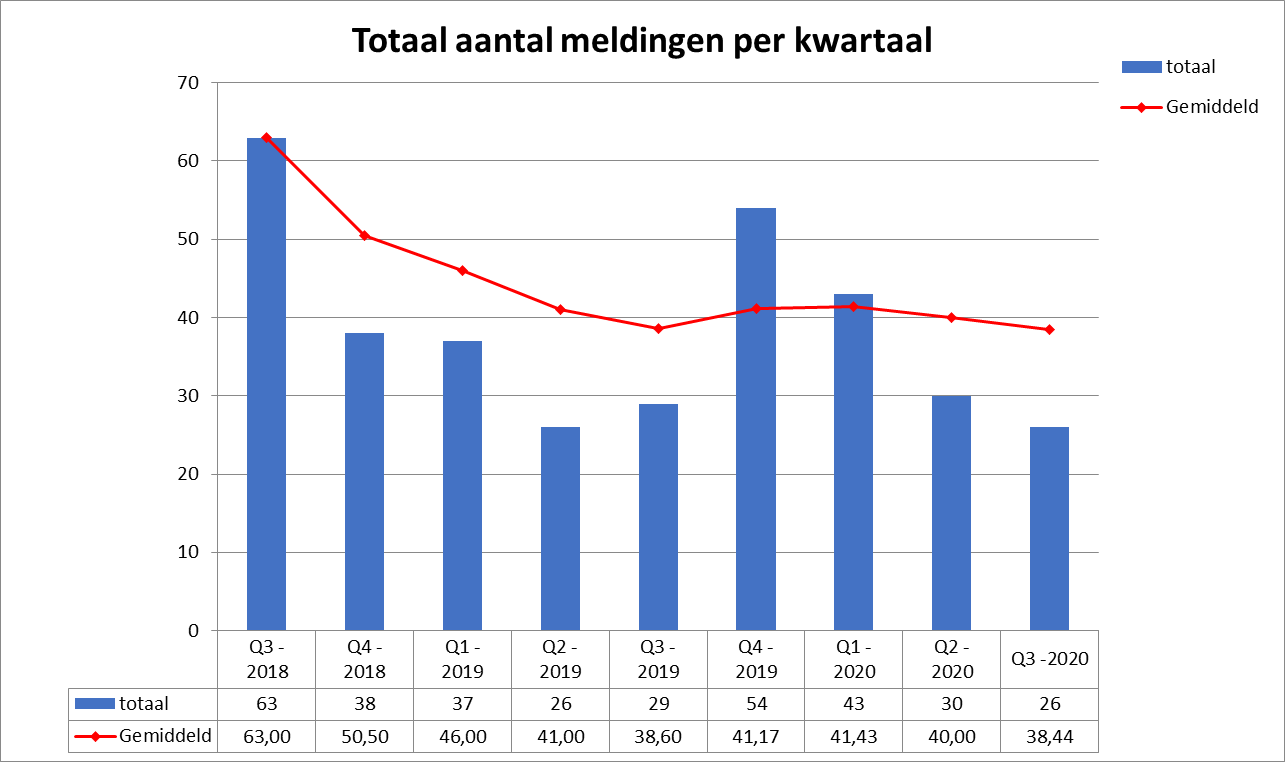 Totaal aantal meldingen per kwartaal
totaal
Gemiddeld
70
60
50
40
30
20
10
0
Q3 - 2018 Q4 - 2018 Q1 - 2019 Q2 - 2019 Q3 - 2019 Q4 - 2019 Q1 - 2020 Q2 - 2020 Q3 -2020
totaal 63 38 37 26 29 54 43 30 26
Gemiddeld 63,00 50,50 46,00 41,00 38,60 41,17 41,43 40,00 38,44